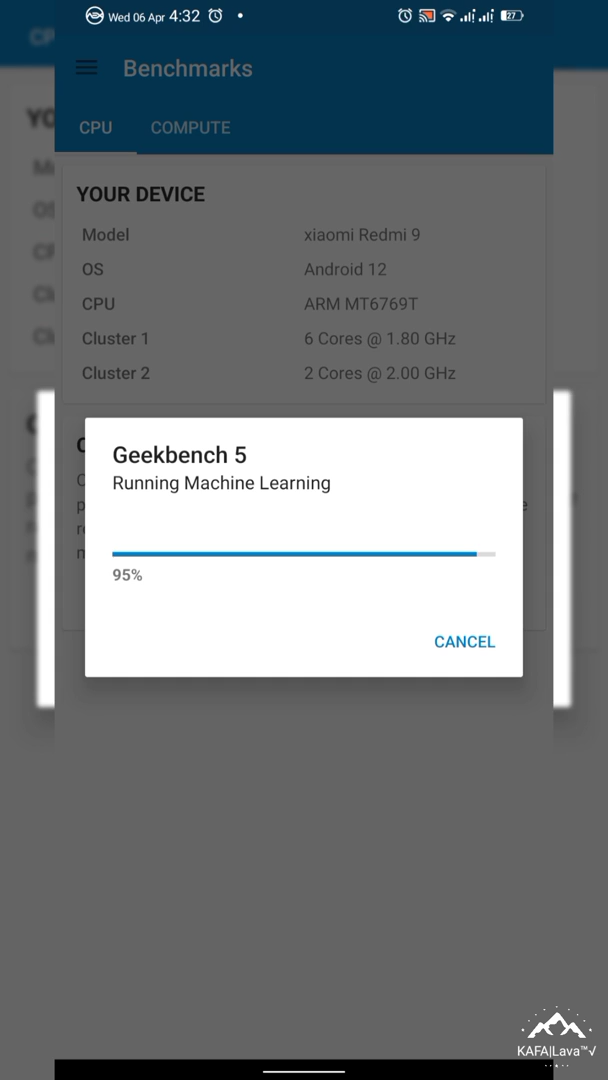 Wed 06 Apr 4:32
27
Benchmarks
CPU COMPUTE
YOUR DEVICE
Model xiaomi Redmi 9
OS Android 12
CPU ARM MT6769T
Cluster 1 6 Cores @ 1.80 GHz
Cluster 2 2 Cores @ 2.00 GHz
Geekbench 5
Running Machine Learning
95%
CANCEL
KAFA|Lava™√